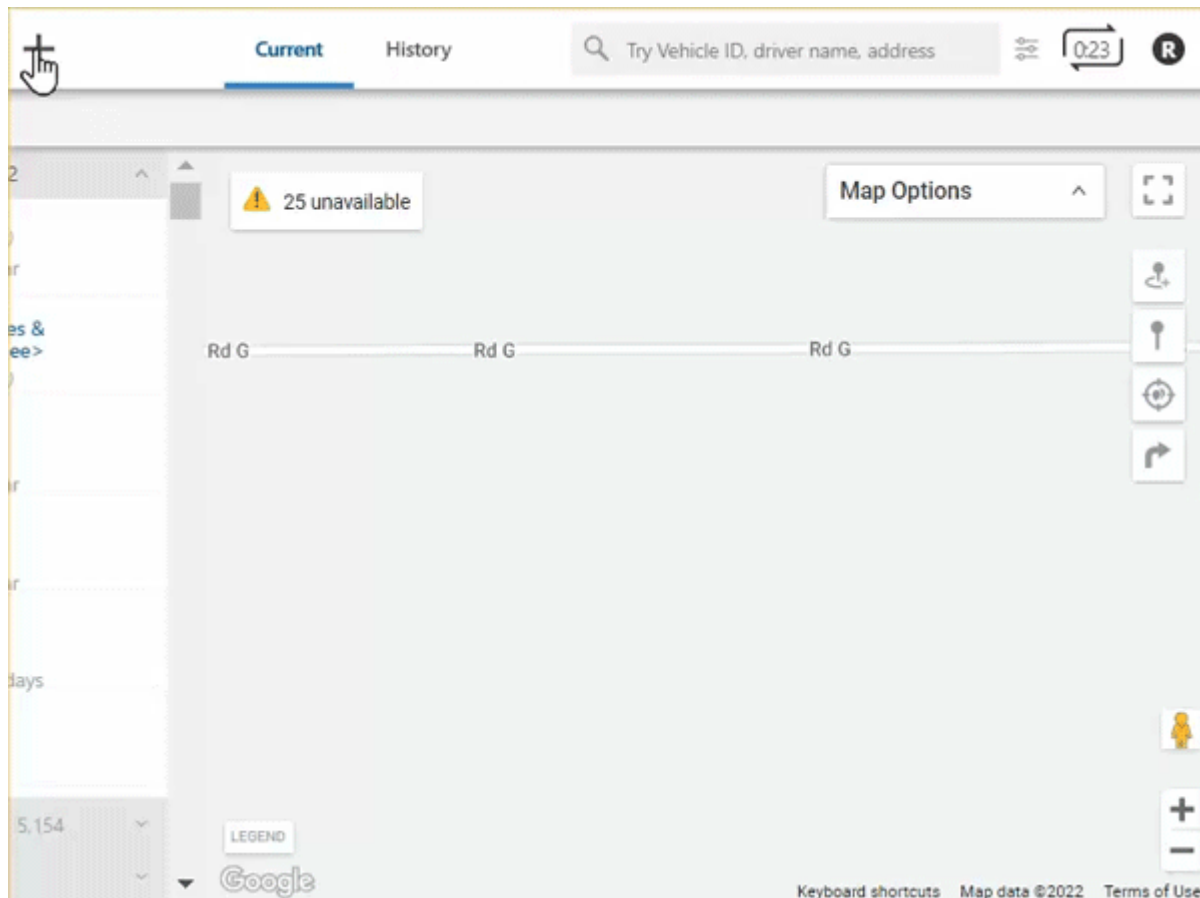 Current
History
Try Vehicle ID, driver name, address
0:23
R
2
25 unavailable
Map Options
es &
ee>
Rd G Rd G Rd G
days
5,154
LEGEND
Google
Keyboard shortcuts Map data ©2022 Terms of Use